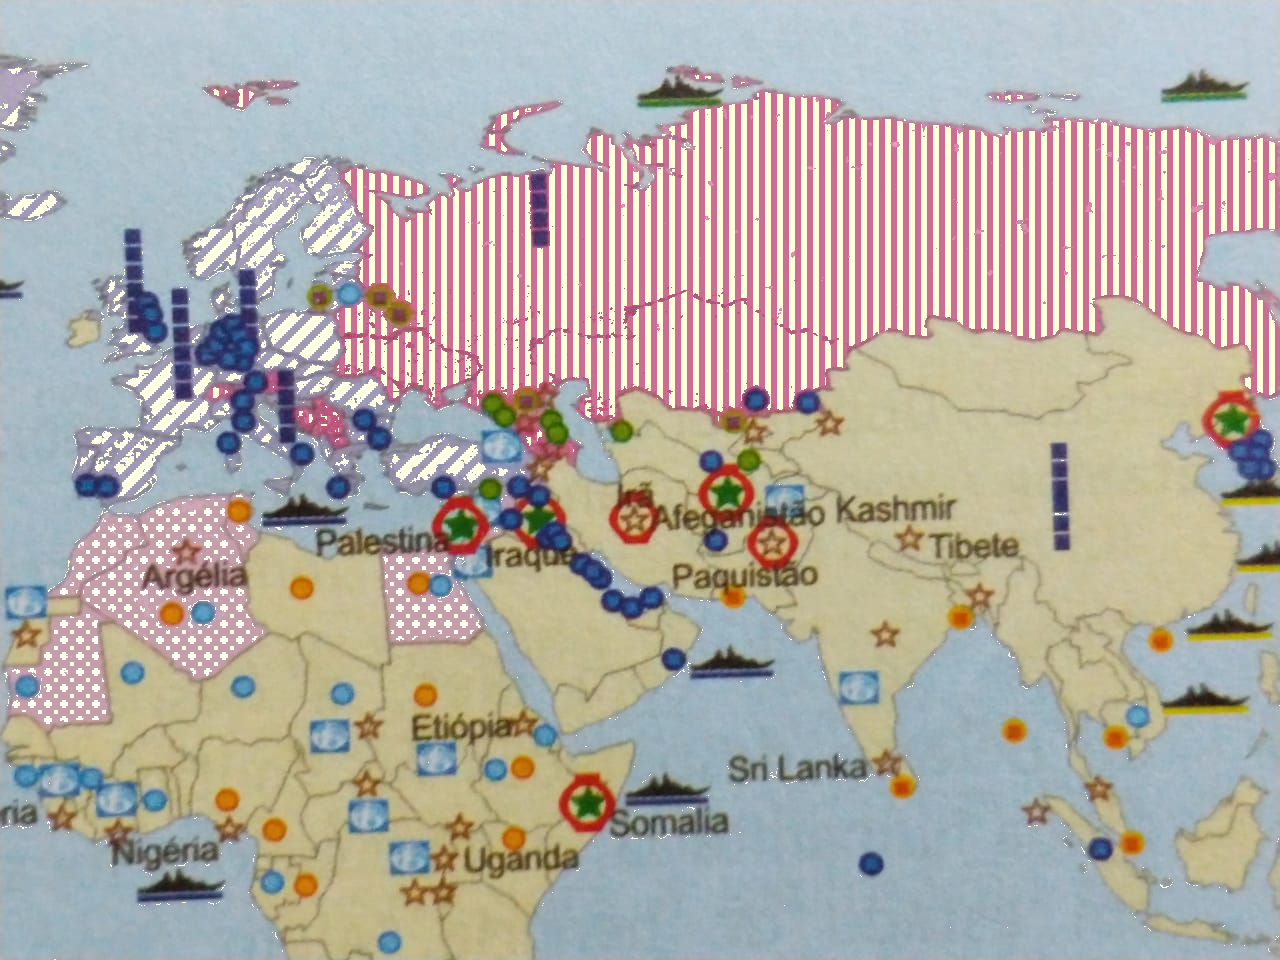 Irã
Afeganistão
Kashmir
Palestina
Iraque
Tibete
Argélia
Paquistão
Etiópia
Sri Lanka
ria
Somalia
Nigéria
Uganda